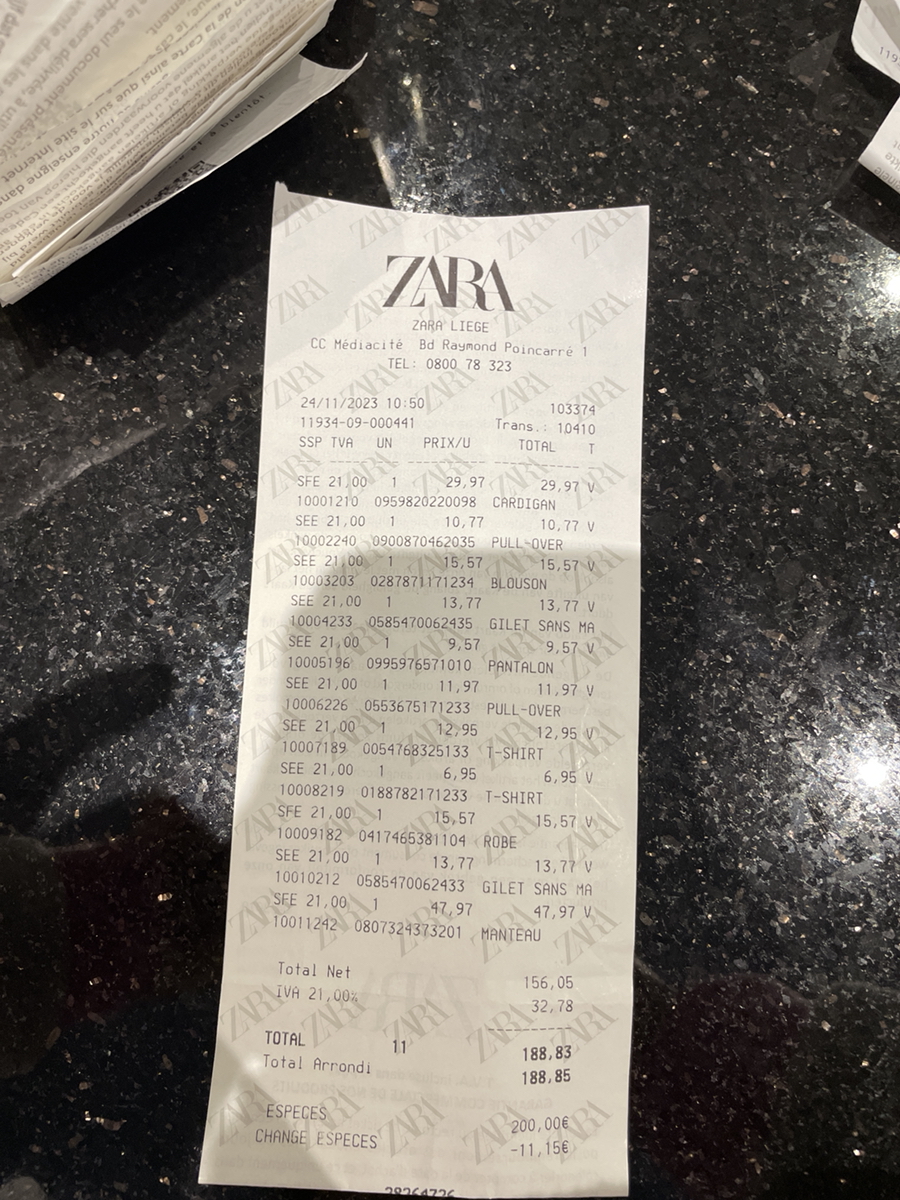 ZARA
ZARA LIEGE
CC Médiacité Bd Raymond Poincarré 1
TEL: 0800 78 323
24/11/2023 10:50 103374
11934-09-000441 Trans.: 10410
SSP TVA UN PRIX/U TOTAL T
SFE 21,00 1 29,97 29,97 V
10001210 0959820220098 CARDIGAN
SEE 21,00 1 10,77 10,77 V
10002240 0900870462035 PULL-OVER
SEE 21,00 1 15,57 15,57 V
10003203 0287871171234 BLOUSON
SEE 21,00 1 13,77 13,77 V
10004233 0585470062435 GILET SANS MA
SEE 21,00 1 9,57 9,57 V
10005196 0995976571010 PANTALON
SEE 21,00 1 11,97 11,97 V
10006226 0553675171233 PULL-OVER
SEE 21,00 1 12,95 12,95 V
10007189 0054768325133 T-SHIRT
SEE 21,00 1 6,95 6,95 V
10008219 0188782171233 T-SHIRT
SFE 21,00 1 15,57 15,57 V
10009182 0417465381104 ROBE
SEE 21,00 1 13,77 13,77 V
10010212 0585470062433 GILET SANS MA
SFE 21,00 1 47,97 47,97 V
10011242 0807324373201 MANTEAU
Total Net 156,05
IVA 21,00% 32,78
TOTAL 11 188,83
Total Arrondi 188,85
ESPECES 200,00€
CHANGE ESPECES -11,15€